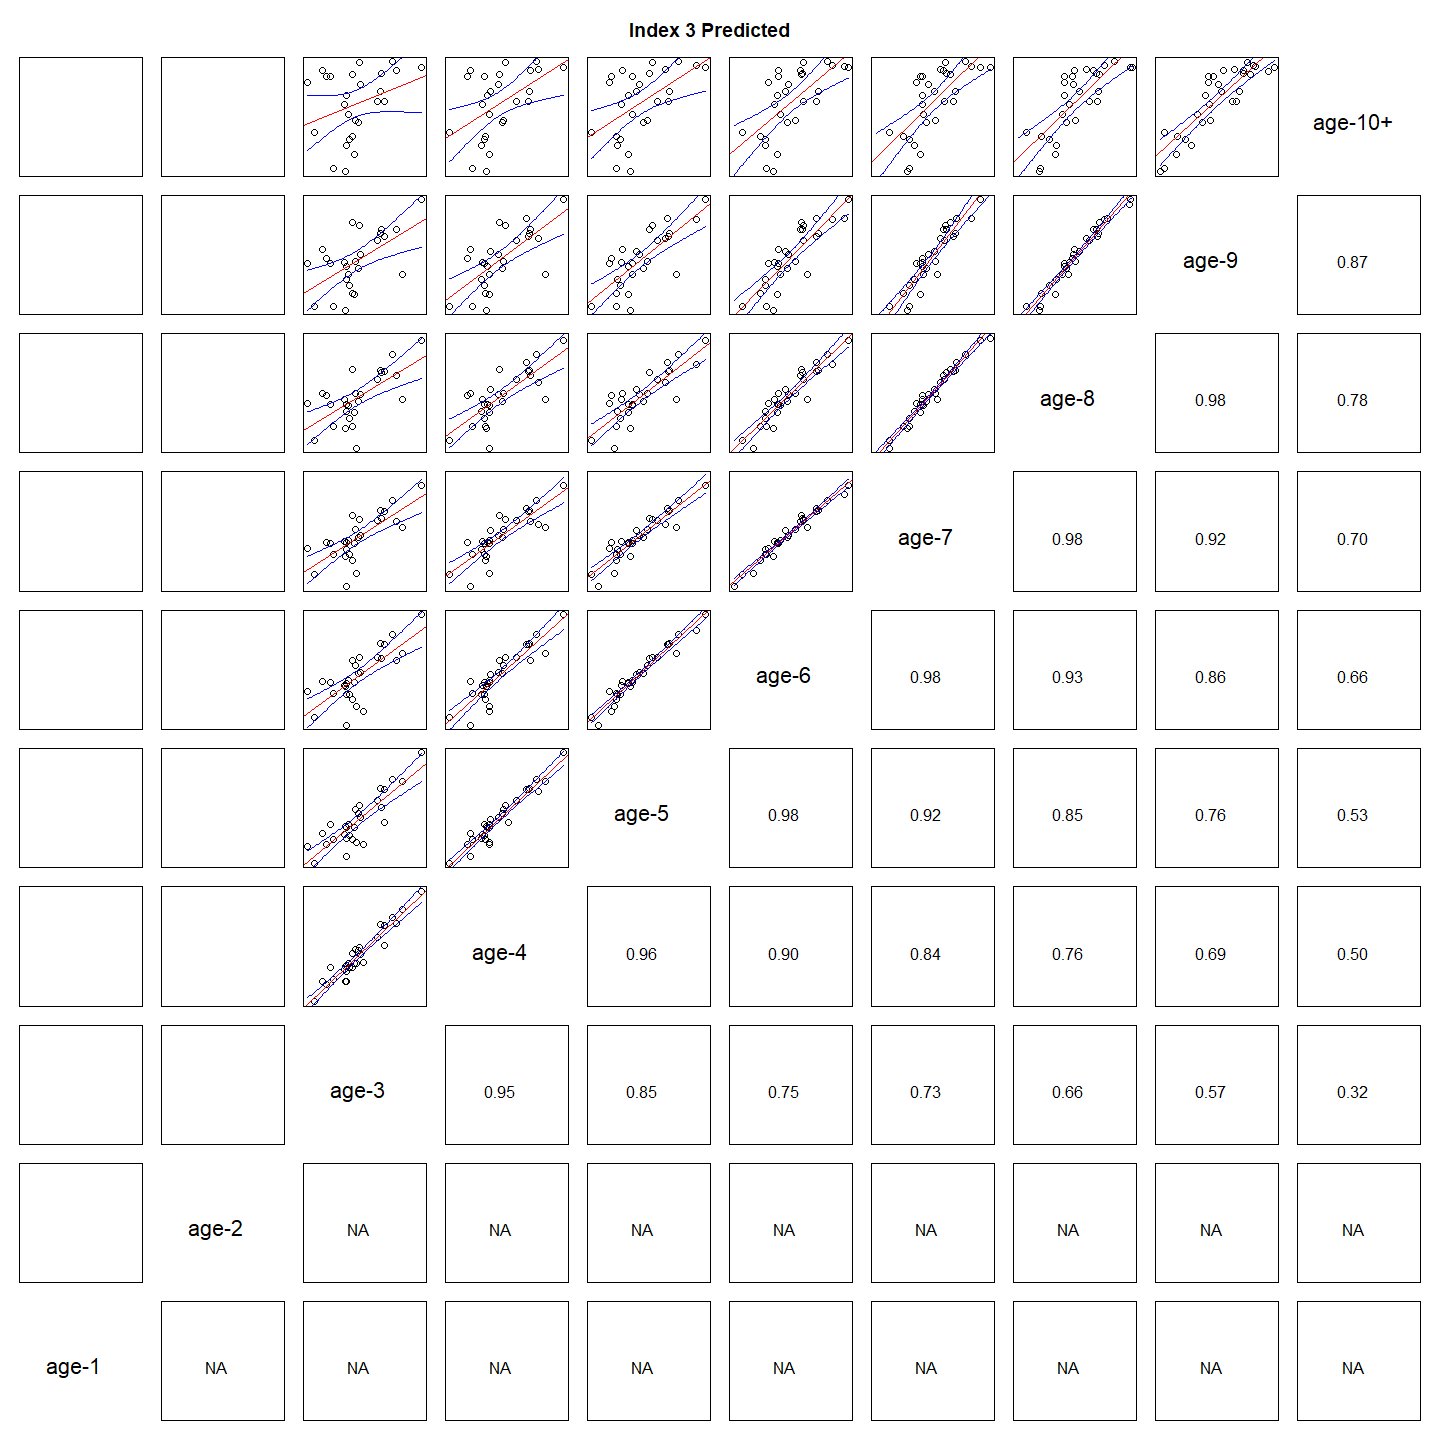 Index 3 Predicted
age-10+
age-9 0.87
age-8 0.98 0.78
age-7 0.98 0.92 0.70
age-6 0.98 0.93 0.86 0.66
age-5 0.98 0.92 0.85 0.76 0.53
age-4 0.96 0.90 0.84 0.76 0.69 0.50
age-3 0.95 0.85 0.75 0.73 0.66 0.57 0.32
age-2 NA NA NA NA NA NA NA NA
age-1 NA NA NA NA NA NA NA NA NA